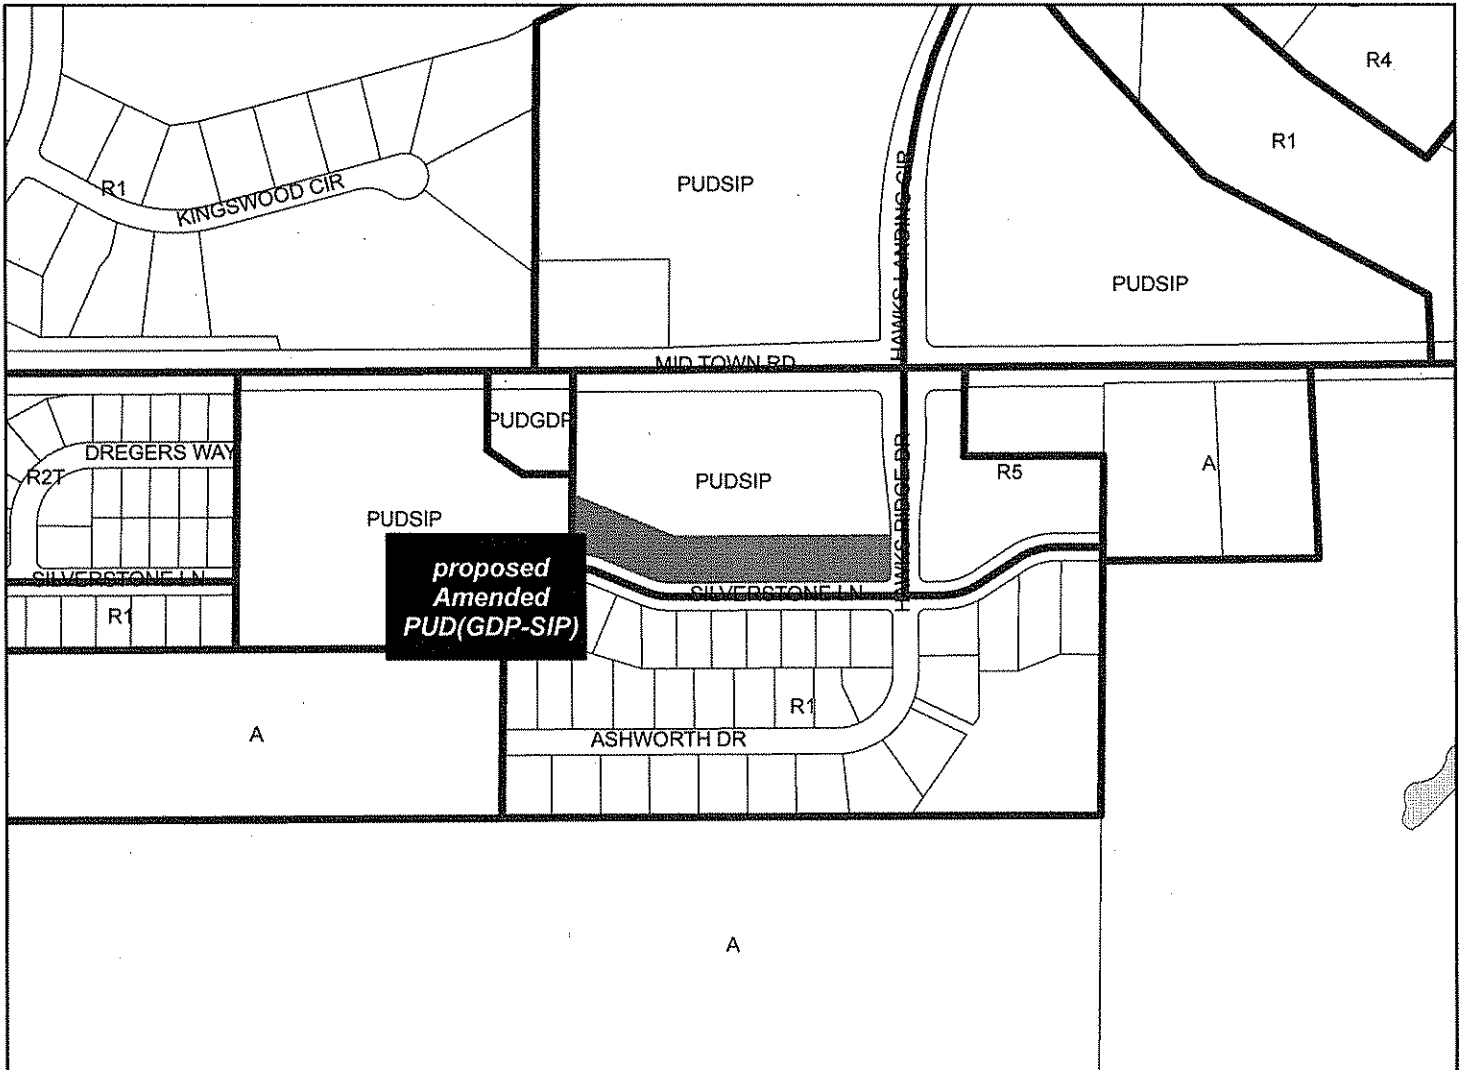 R4
R1
PUDSIP
R1
KINGSWOOD CIR
HAWKS LANDING CIR
PUDSIP
MID TOWN RD
PUDGDP
DREGERS WAY
R2T
PUDSIP
PUDSIP
HAWKS RIDGE DR
R5
A
SILVERSTONE LN
R1
proposed
Amended
PUD(GDP-SIP)
SILVERSTONE LN
R1
A
ASHWORTH DR
A